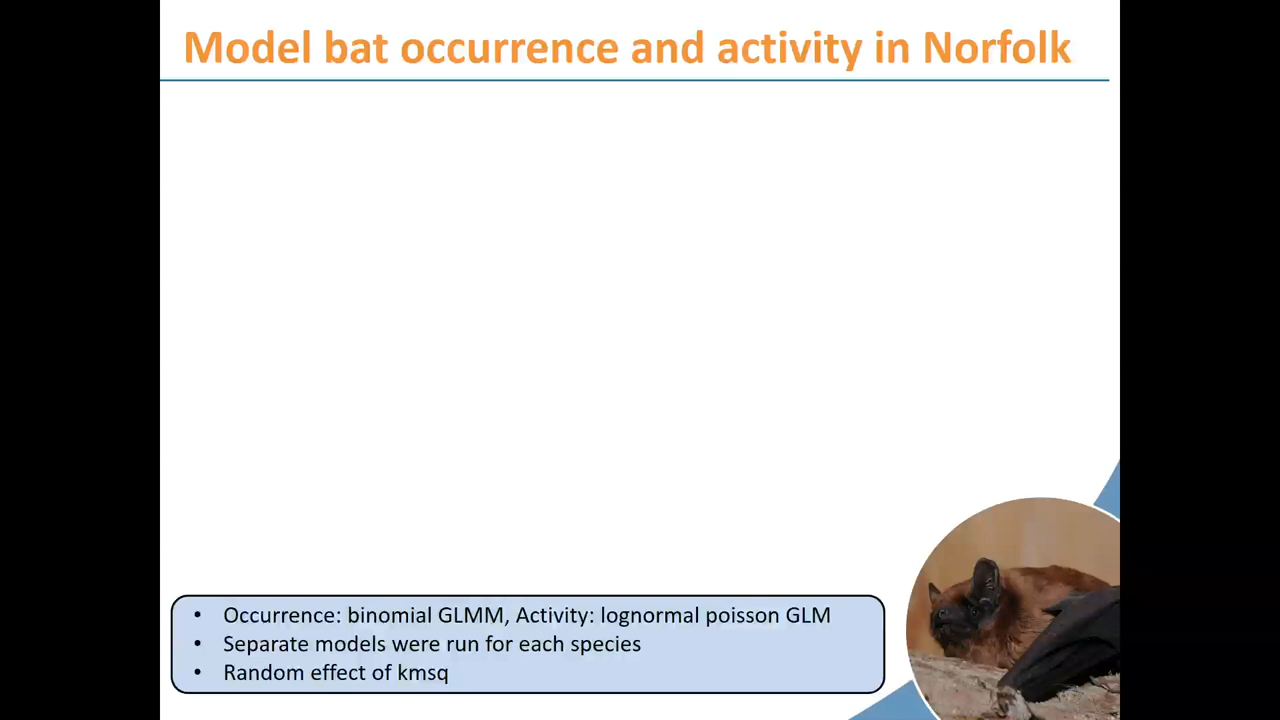 Model bat occurrence and activity in Norfolk
• Occurrence: binomial GLMM, Activity: lognormal poisson GLM
• Separate models were run for each species
• Random effect of kmsq